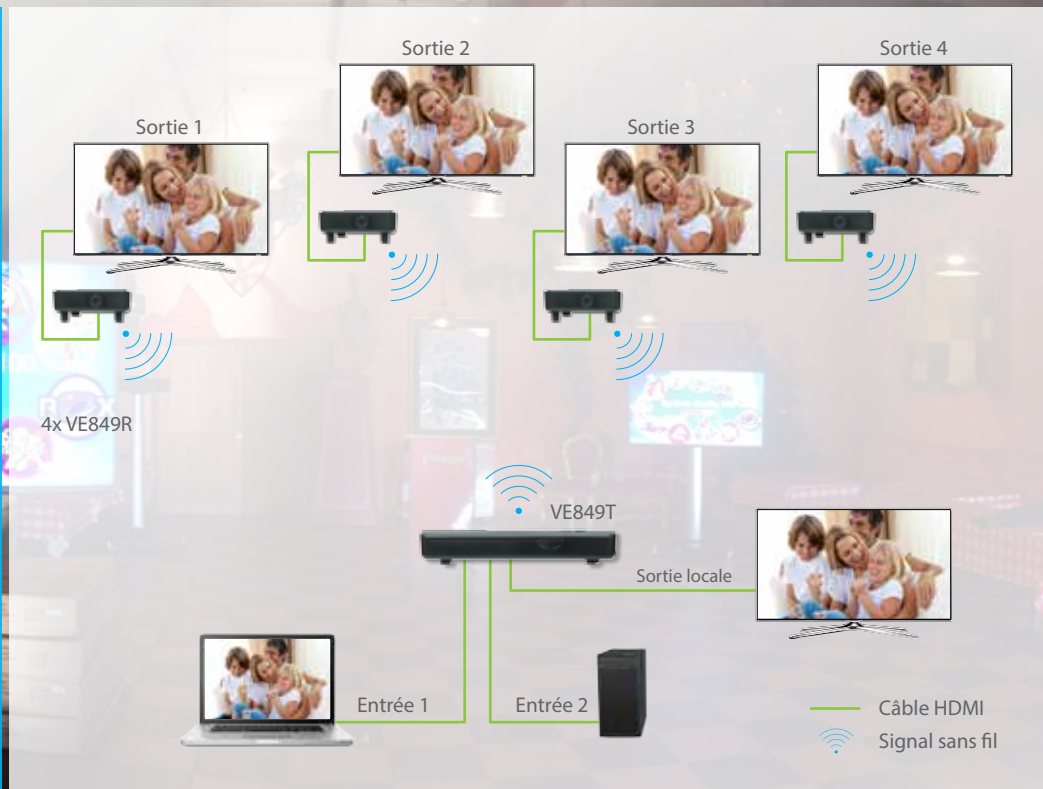 Sortie 2
Sortie 4
Sortie 1
Sortie 3
4x VE849R
VE849T
Sortie locale
Entrée 1
Entrée 2
Câble HDMI
Signal sans fil